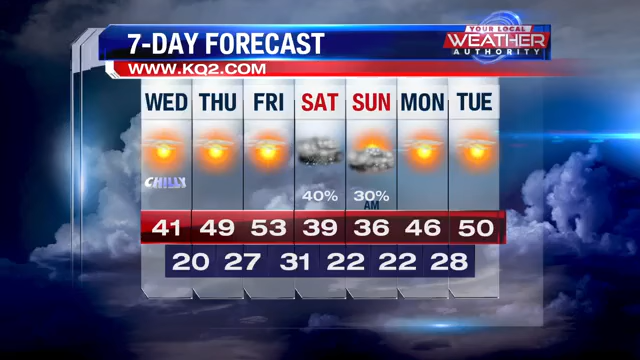 7-DAY FORECAST
YOUR LOCAL
WEATHER
AUTHORITY
WWW.KQ2.COM
WED THU FRI SAT SUN MON TUE
CHILLY
40% 30%
AM
41 49 53 39 36 46 50
20 27 31 22 22 28